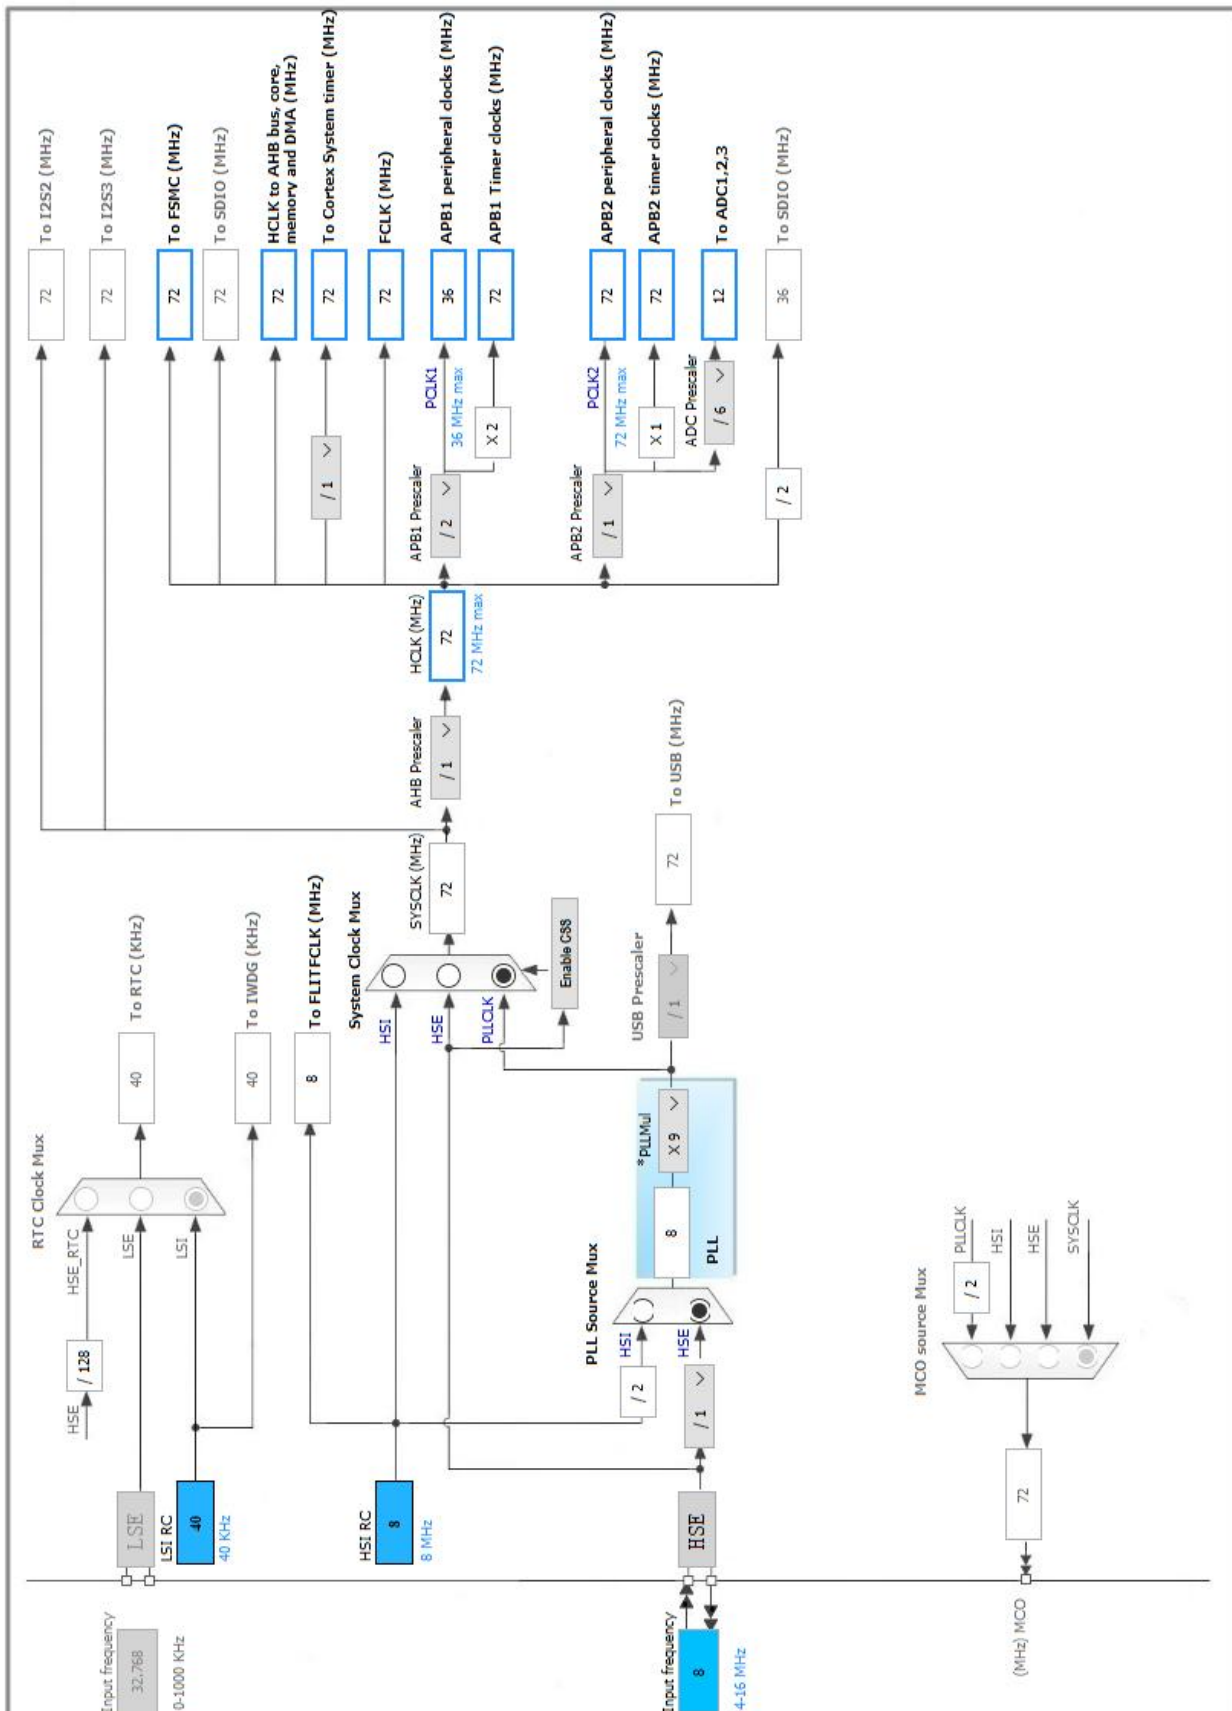 Input frequency
32.768
0-1000 KHz
LSE
LSI RC
40
40 KHz
HSE
/ 128
HSE_RTC
LSE
LSI
RTC Clock Mux
40
To RTC (KHz)
40
To IWDG (KHz)
HSI RC
8
8 MHz
8
To FLITFCLK (MHz)
Input frequency
8
4-16 MHz
HSE
/ 2
/ 1
HSI
HSE
PLL Source Mux
8
*PLLMul
X 9
PLL
USB Prescaler
/ 1
72
To USB (MHz)
System Clock Mux
HSI
HSE
PLLCLK
Enable CSS
SYSCLK (MHz)
72
AHB Prescaler
/ 1
HCLK (MHz)
72
72 MHz max
72
To I2S2 (MHz)
72
To I2S3 (MHz)
72
To FSMC (MHz)
72
To SDIO (MHz)
72
HCLK to AHB bus, core,
memory and DMA (MHz)
/ 1
72
To Cortex System timer (MHz)
72
FCLK (MHz)
APB1 Prescaler
/ 2
PCLK1
36 MHz max
36
APB1 peripheral clocks (MHz)
X 2
72
APB1 Timer clocks (MHz)
APB2 Prescaler
/ 1
PCLK2
72 MHz max
72
APB2 peripheral clocks (MHz)
X 1
72
APB2 timer clocks (MHz)
ADC Prescaler
/ 6
12
To ADC1,2,3
/ 2
36
To SDIO (MHz)
(MHz) MCO
72
MCO source Mux
/ 2
PLLCLK
HSI
HSE
SYSCLK